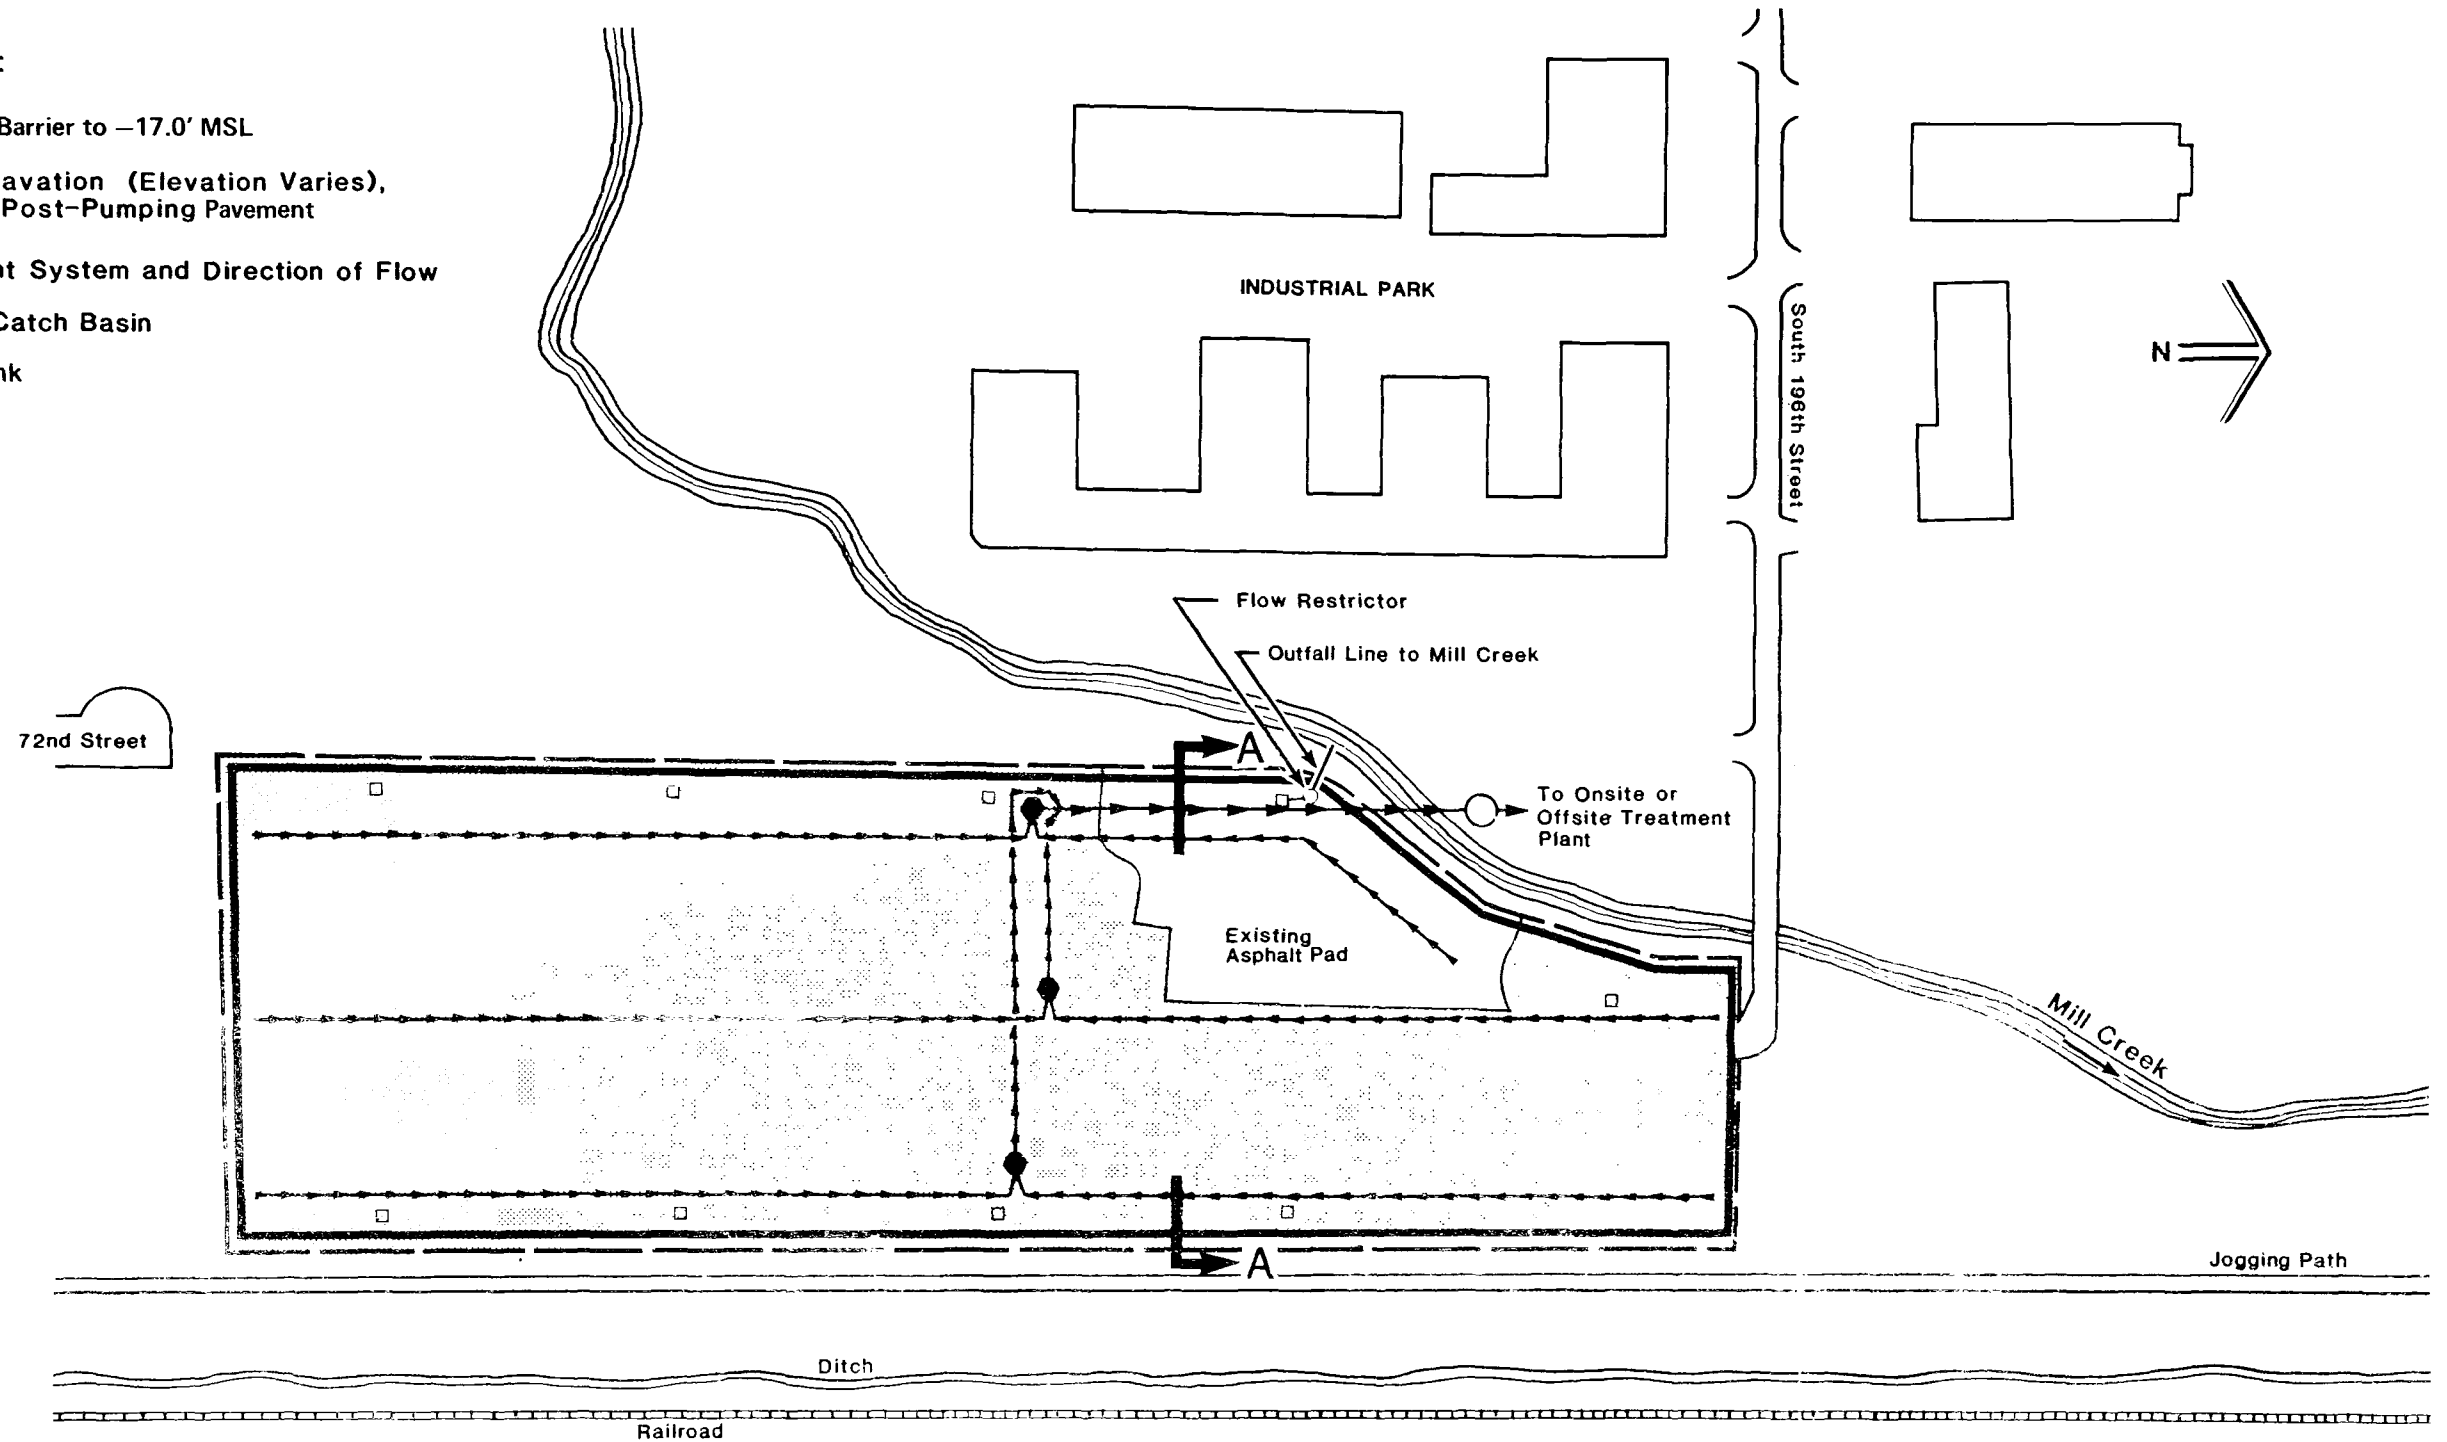 Barrier to −17.0' MSL
avation (Elevation Varies),
Post-Pumping Pavement
System and Direction of Flow
Catch Basin
INDUSTRIAL PARK
South 196th Street
N
Flow Restrictor
Outfall Line to Mill Creek
72nd Street
A
To Onsite or
Offsite Treatment
Plant
Existing
Asphalt Pad
Mill Creek
A
Jogging Path
Ditch
Railroad